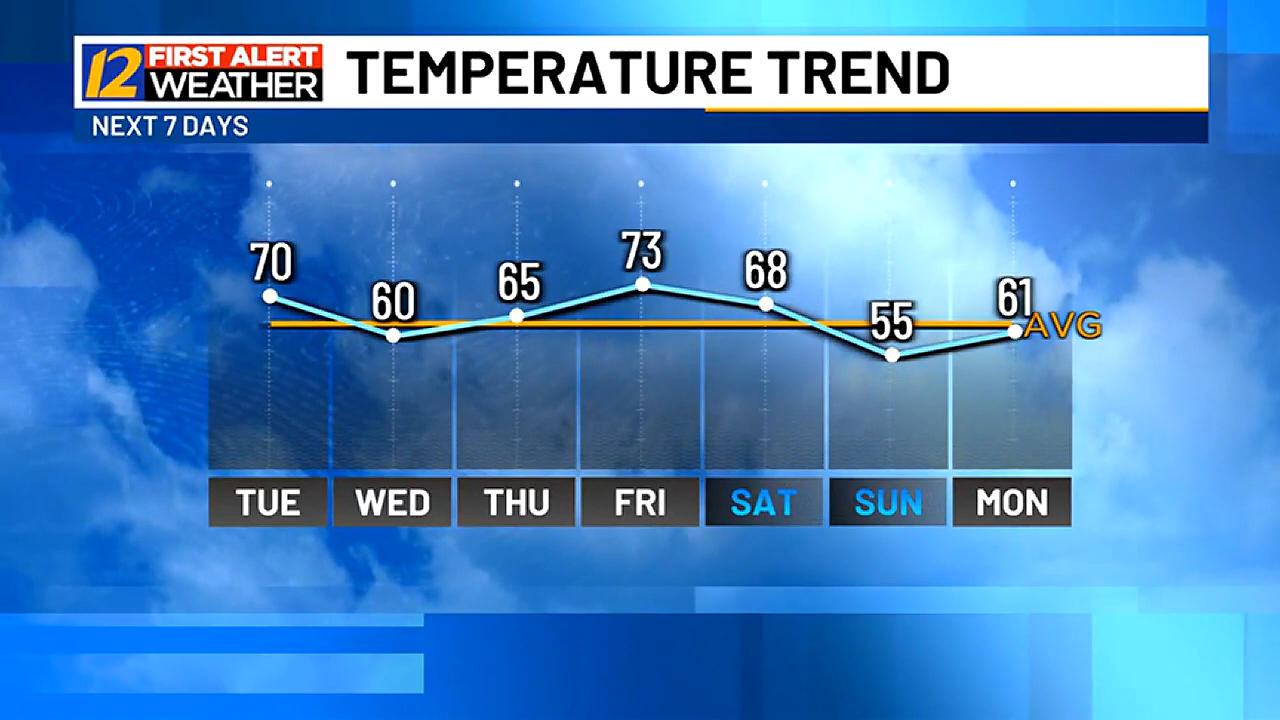 12 FIRST ALERT WEATHER
TEMPERATURE TREND
NEXT 7 DAYS
70 60 65 73 68 55 61
AVG
TUE WED THU FRI SAT SUN MON